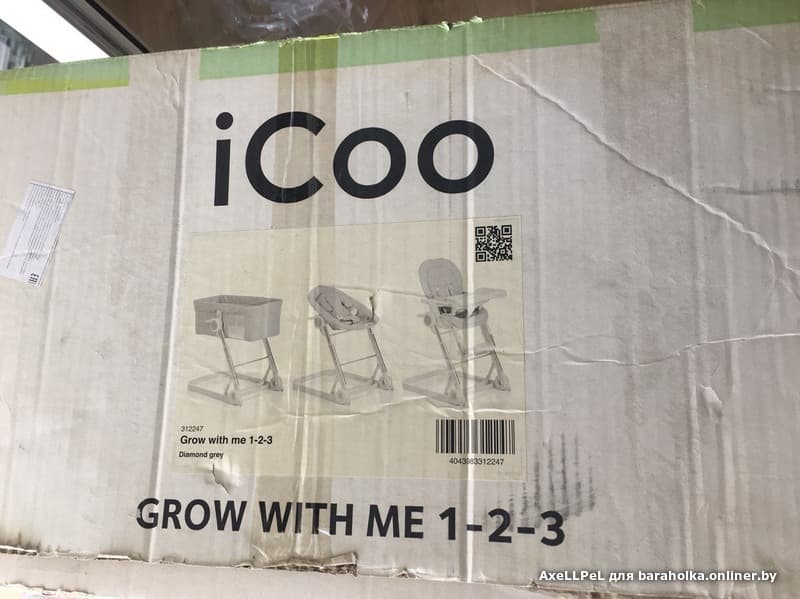 iCoo
312247
Grow with me 1-2-3
Diamond grey
4043983312247
GROW WITH ME 1-2-3
EAC
AxeLLPeL для baraholka.onliner.by